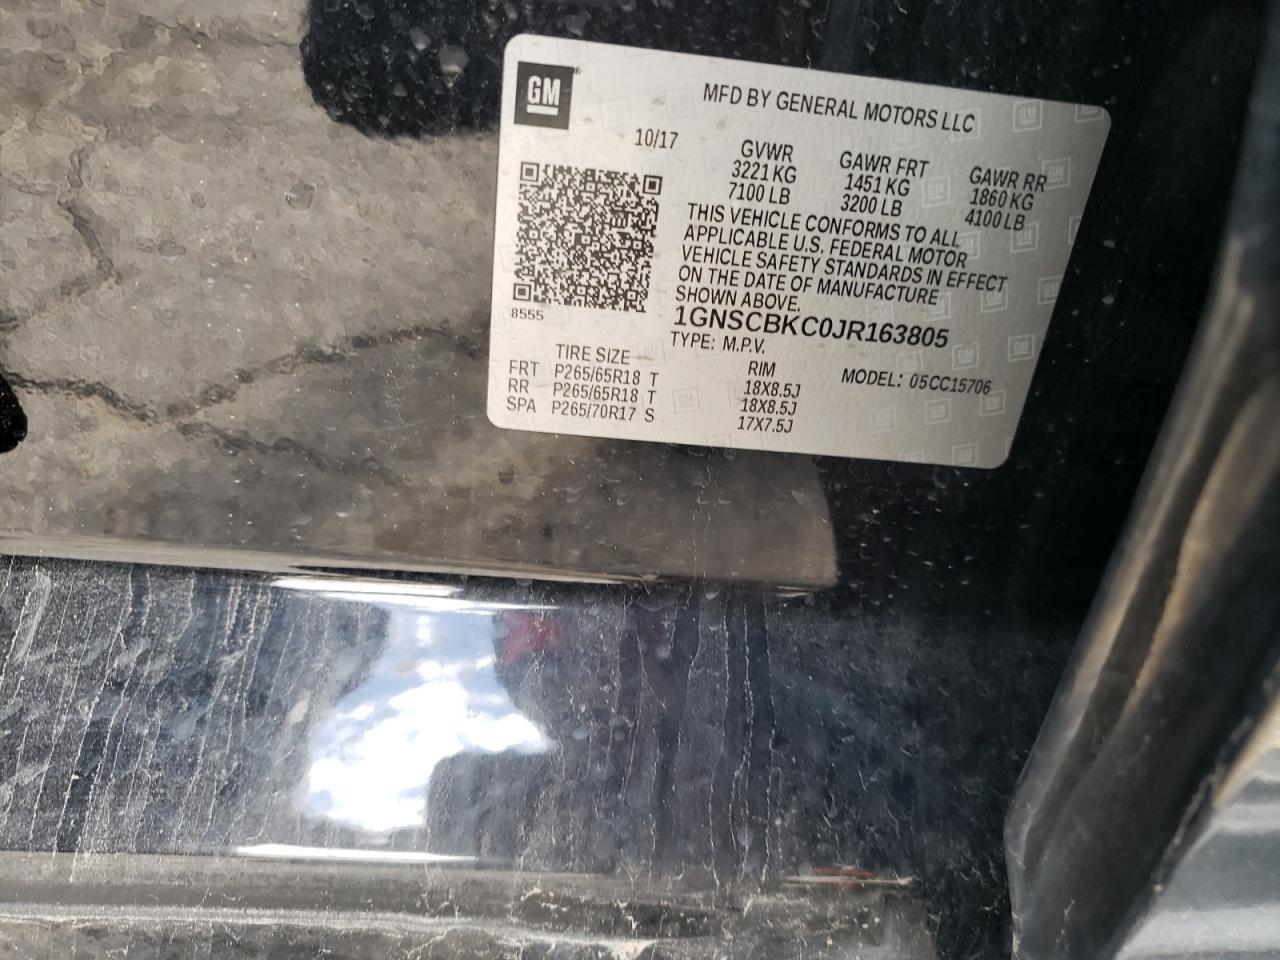 GM
MFD BY GENERAL MOTORS LLC
10/17
GVWR GAWR FRT GAWR RR
3221 KG 1451 KG 1860 KG
7100 LB 3200 LB 4100 LB
THIS VEHICLE CONFORMS TO ALL
APPLICABLE U.S. FEDERAL MOTOR
VEHICLE SAFETY STANDARDS IN EFFECT
ON THE DATE OF MANUFACTURE
SHOWN ABOVE.
8555
1GNSCBKC0JR163805
TYPE: M.P.V.
TIRE SIZE RIM MODEL: 05CC15706
FRT P265/65R18 T 18X8.5J
RR P265/65R18 T 18X8.5J
SPA P265/70R17 S 17X7.5J